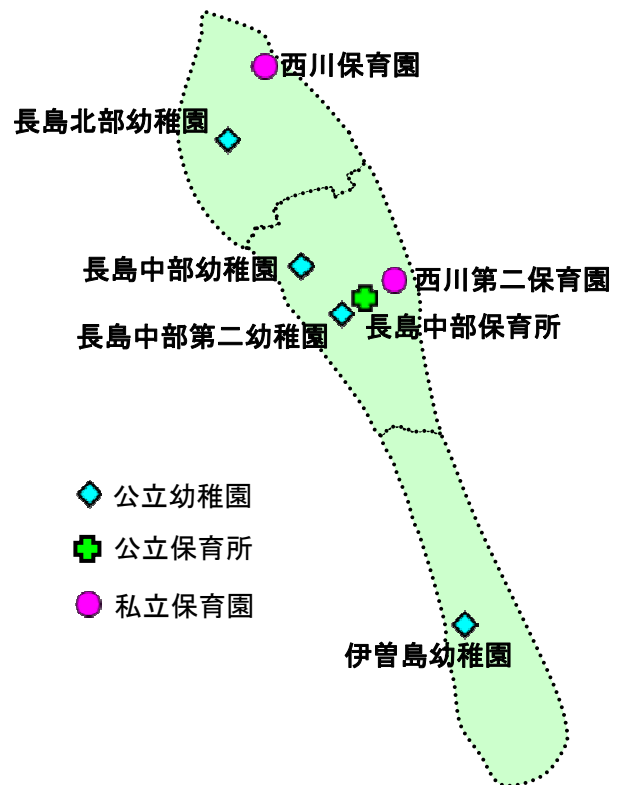 西川保育園
長島北部幼稚園
長島中部幼稚園
西川第二保育園
長島中部保育所
長島中部第二幼稚園
公立幼稚園
公立保育所
私立保育園
伊曽島幼稚園